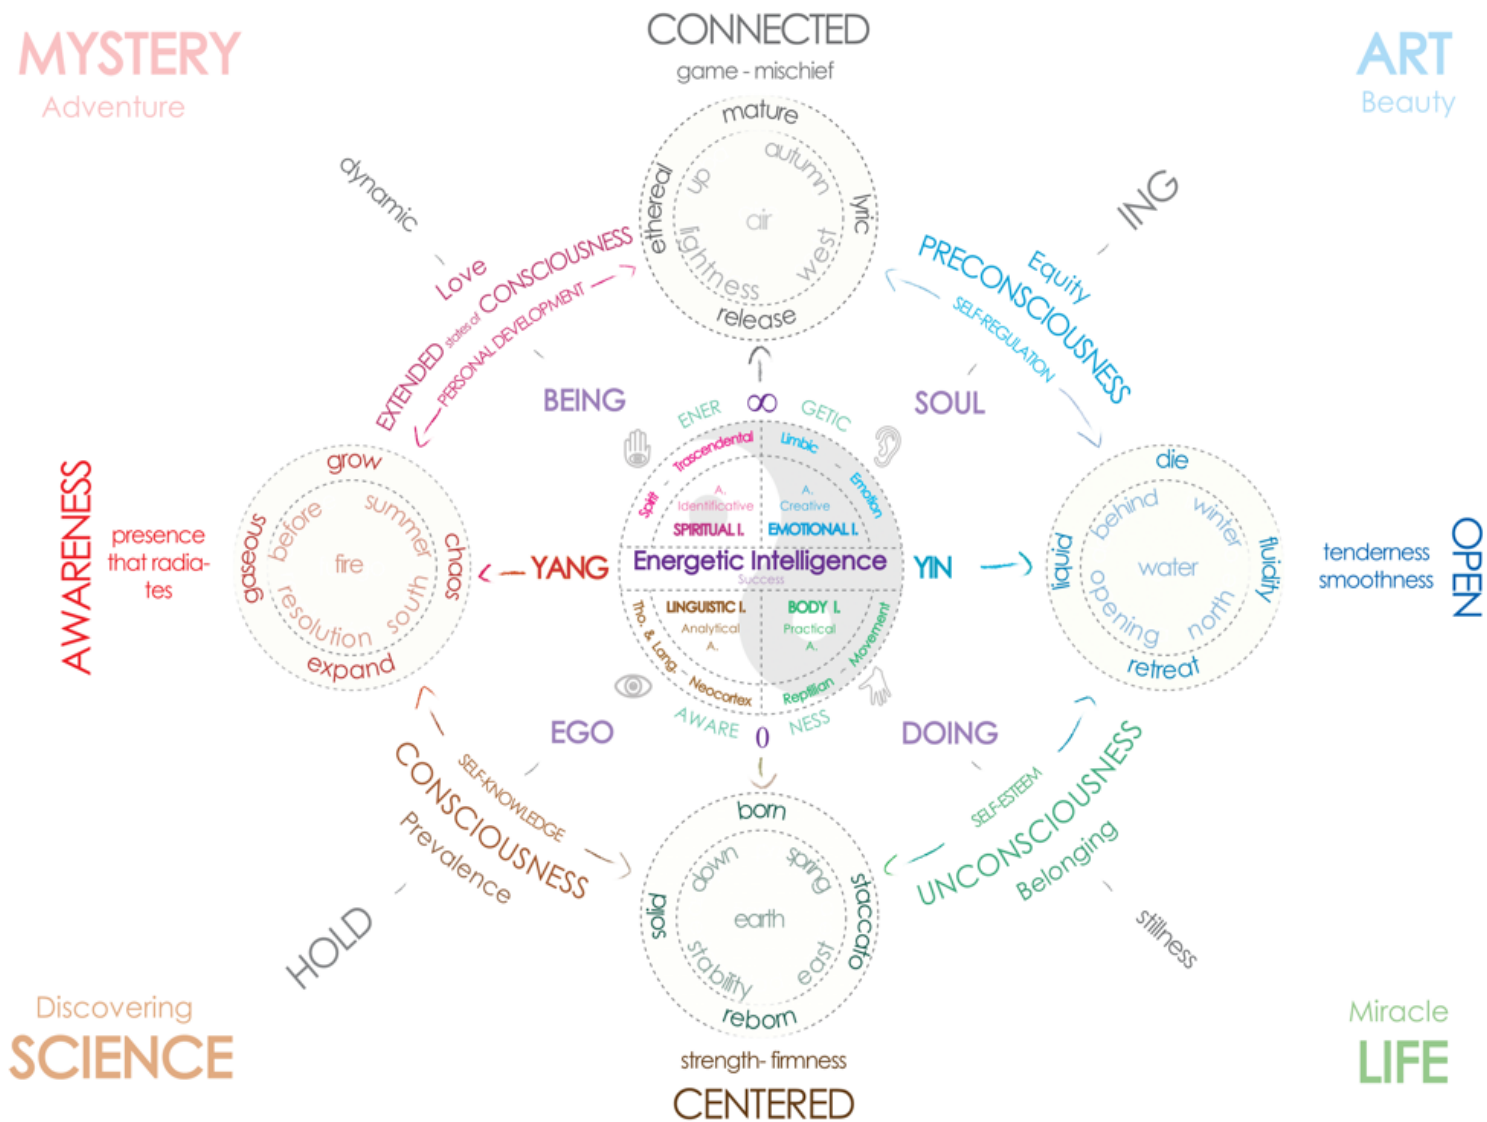 MYSTERY
Adventure
CONNECTED
game - mischief
ART
Beauty
mature
ethereal
lyric
release
up
autumn
air
lightness
west
dynamic
ING
Love
EXTENDED states of CONSCIOUSNESS
PERSONAL DEVELOPMENT
Equity
PRECONSCIOUSNESS
SELF-REGULATION
BEING
SOUL
ENER
∞
GETIC
AWARENESS
presence
that radia-
tes
grow
gaseous
chaos
expand
before
summer
fire
resolution
south
YANG
Spirit - Trascendental
Limbic - Emotion
A.
Identificative
SPIRITUAL I.
A.
Creative
EMOTIONAL I.
Energetic Intelligence
Success
LINGUISTIC I.
Analytical
A.
BODY I.
Practical
A.
Tho. & Lang. - Neocortex
Reptilian - Movement
YIN
die
liquid
fluidity
retreat
behind
winter
water
opening
north
tenderness
smoothness
OPEN
AWARE
0
NESS
EGO
DOING
SELF-KNOWLEDGE
CONSCIOUSNESS
Prevalence
SELF-ESTEEM
UNCONSCIOUSNESS
Belonging
HOLD
stillness
born
solid
staccato
reborn
down
spring
earth
stability
east
strength- firmness
CENTERED
Discovering
SCIENCE
Miracle
LIFE